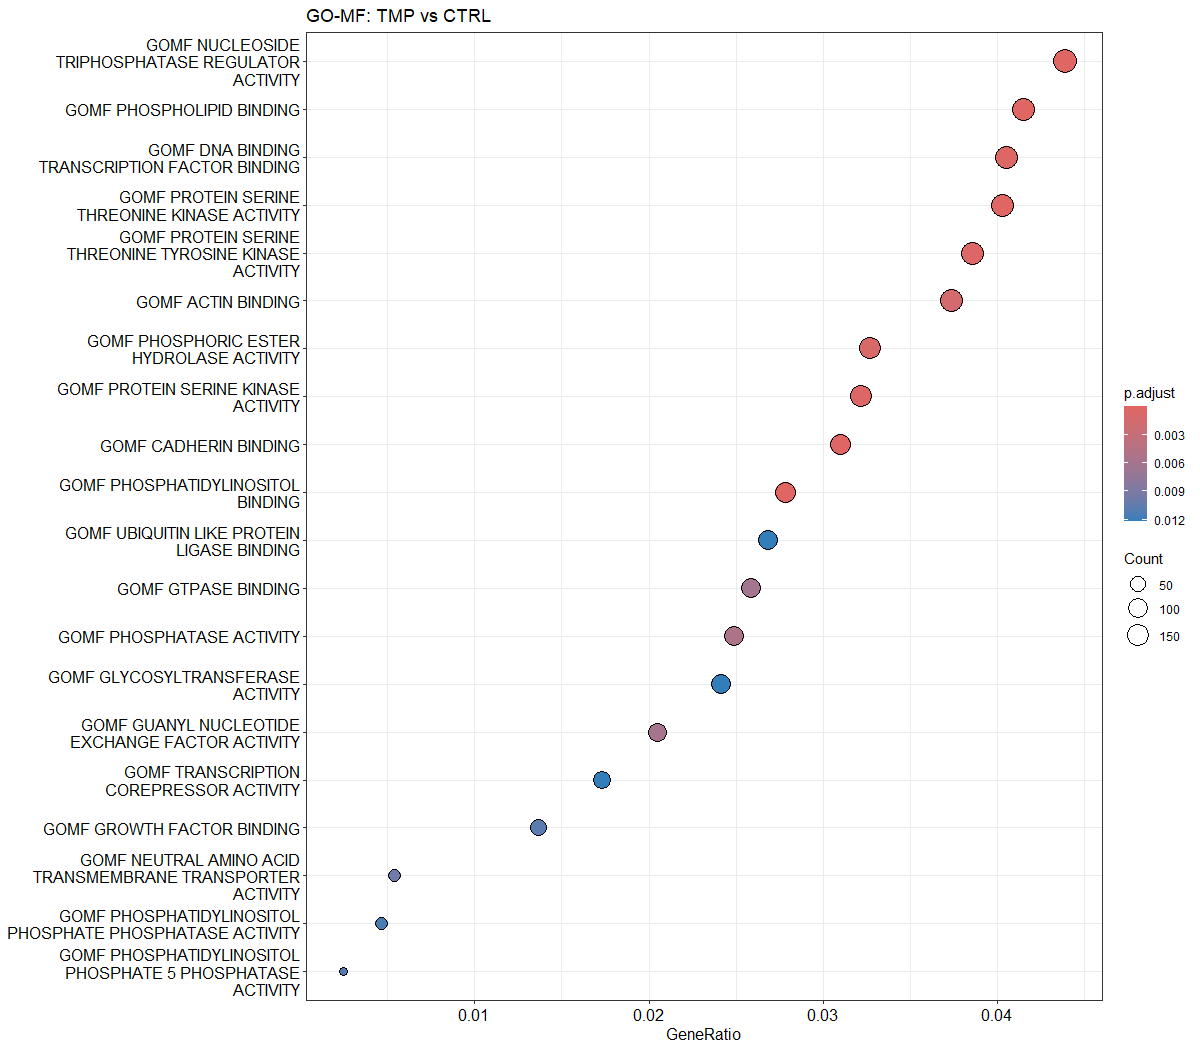 GO-MF: TMP vs CTRL
GOMF NUCLEOSIDE
TRIPHOSPHATASE REGULATOR
ACTIVITY
GOMF PHOSPHOLIPID BINDING
GOMF DNA BINDING
TRANSCRIPTION FACTOR BINDING
GOMF PROTEIN SERINE
THREONINE KINASE ACTIVITY
GOMF PROTEIN SERINE
THREONINE TYROSINE KINASE
ACTIVITY
GOMF ACTIN BINDING
GOMF PHOSPHORIC ESTER
HYDROLASE ACTIVITY
GOMF PROTEIN SERINE KINASE
ACTIVITY
GOMF CADHERIN BINDING
GOMF PHOSPHATIDYLINOSITOL
BINDING
GOMF UBIQUITIN LIKE PROTEIN
LIGASE BINDING
GOMF GTPASE BINDING
GOMF PHOSPHATASE ACTIVITY
GOMF GLYCOSYLTRANSFERASE
ACTIVITY
GOMF GUANYL NUCLEOTIDE
EXCHANGE FACTOR ACTIVITY
GOMF TRANSCRIPTION
COREPRESSOR ACTIVITY
GOMF GROWTH FACTOR BINDING
GOMF NEUTRAL AMINO ACID
TRANSMEMBRANE TRANSPORTER
ACTIVITY
GOMF PHOSPHATIDYLINOSITOL
PHOSPHATE PHOSPHATASE ACTIVITY
GOMF PHOSPHATIDYLINOSITOL
PHOSPHATE 5 PHOSPHATASE
ACTIVITY
0.01 0.02 0.03 0.04
GeneRatio
p.adjust
0.003
0.006
0.009
0.012
Count
50
100
150